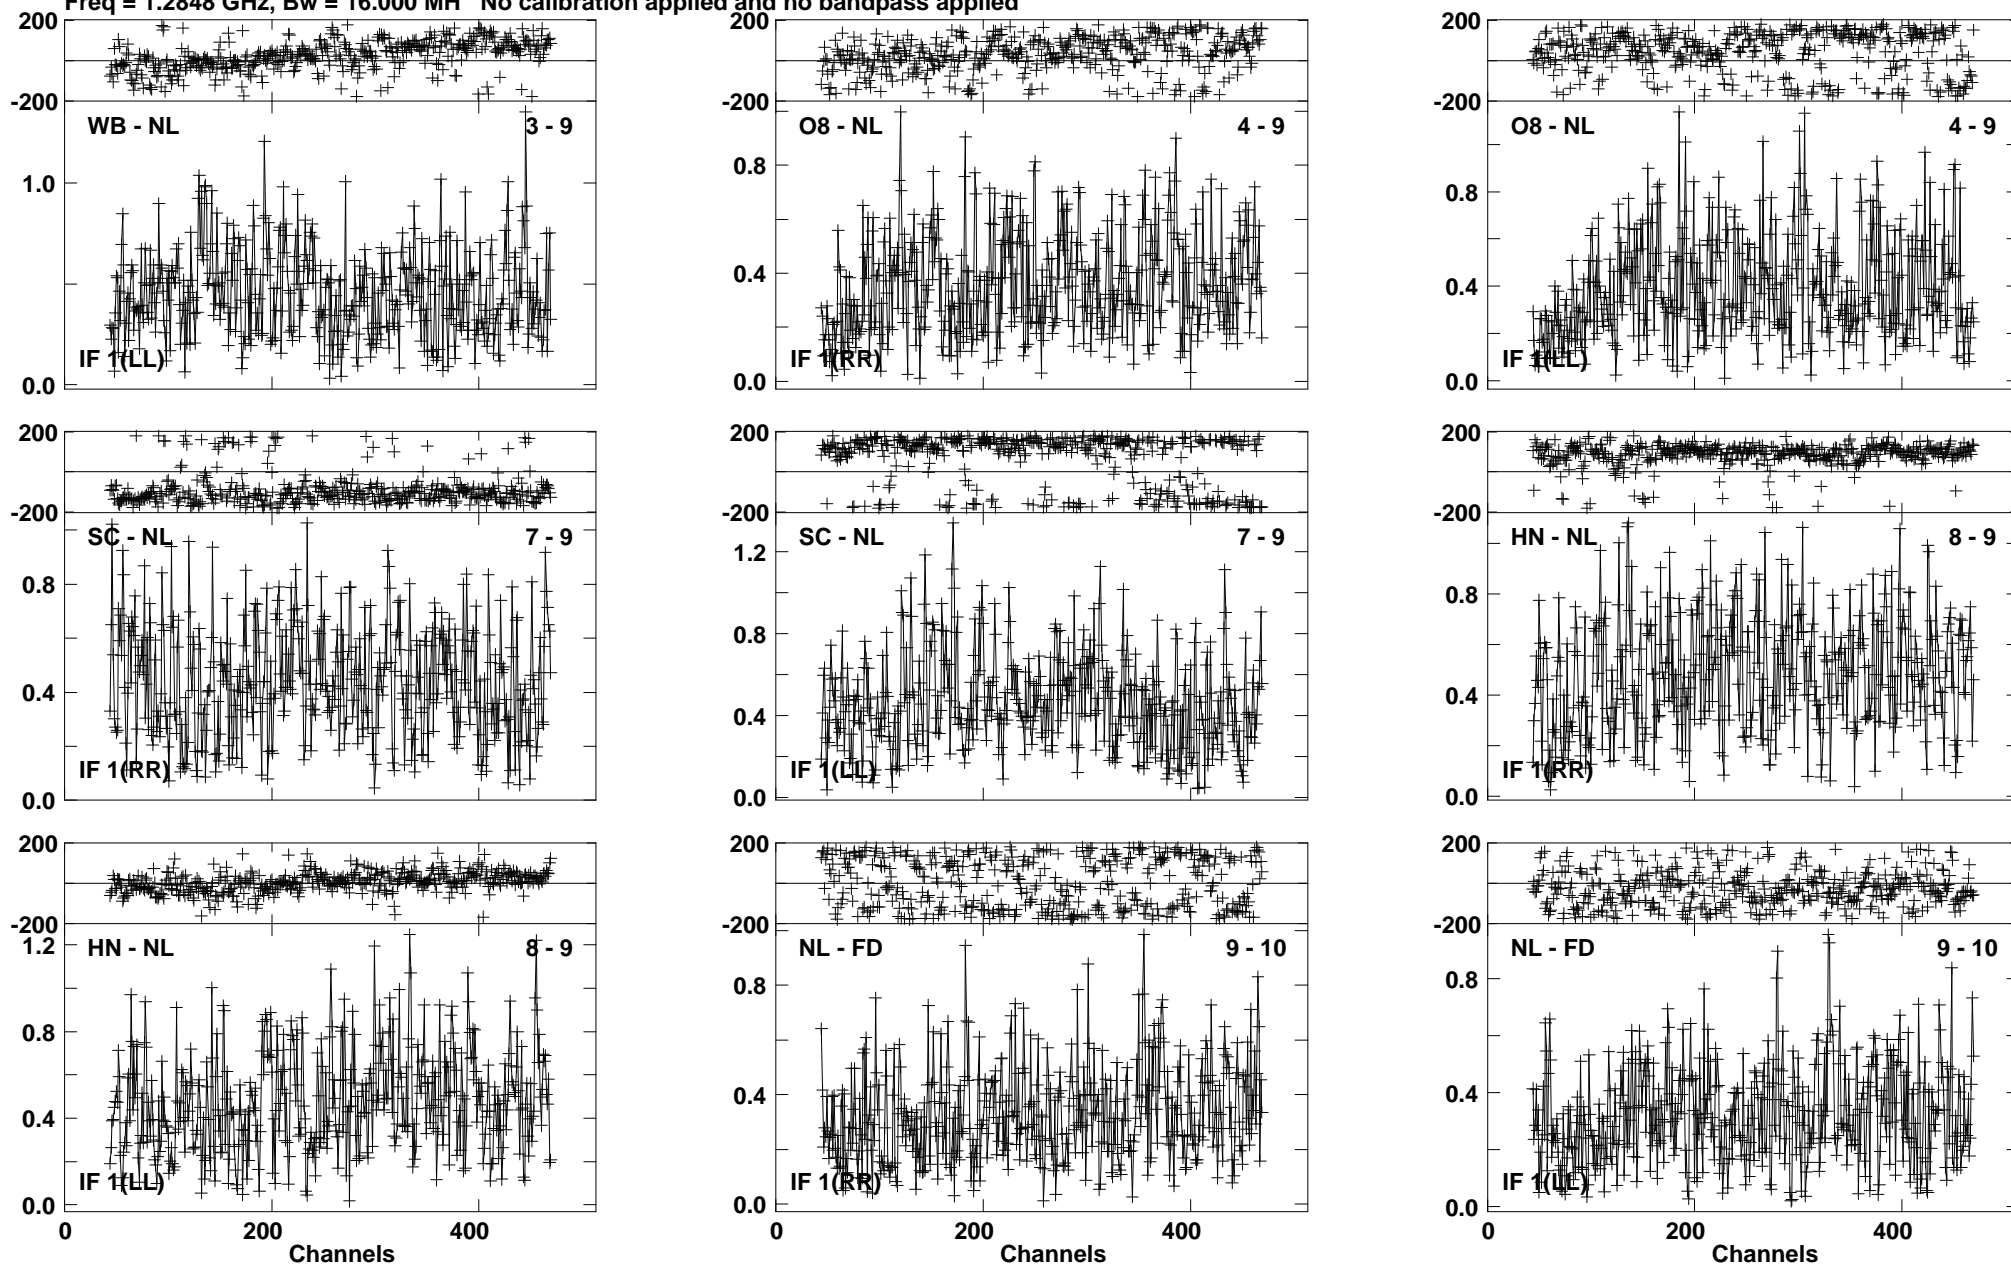 Freq = 1.2848 GHz, Bw = 16.000 MH No calibration applied and no bandpass applied
200 200 200
-200 -200 -200
WB - NL 3 - 9 O8 - NL 4 - 9 O8 - NL 4 - 9
1.0 0.8 0.8
0.4 0.4
IF 1(LL) IF 1(RR) IF 1(LL)
0.0 0.0 0.0
200 200 200
-200 -200 -200
SC - NL 7 - 9 SC - NL 7 - 9 HN - NL 8 - 9
0.8 1.2 0.8
0.8
0.4 0.4 0.4
IF 1(RR) IF 1(LL) IF 1(RR)
0.0 0.0 0.0
200 200 200
-200 -200 -200
HN - NL 8 - 9 NL - FD 9 - 10 NL - FD 9 - 10
1.2 0.8 0.8
0.8
0.4 0.4 0.4
IF 1(LL) IF 1(RR) IF 1(LL)
0.0 0.0 0.0
0 200 400 0 200 400 0 200 400
Channels Channels Channels